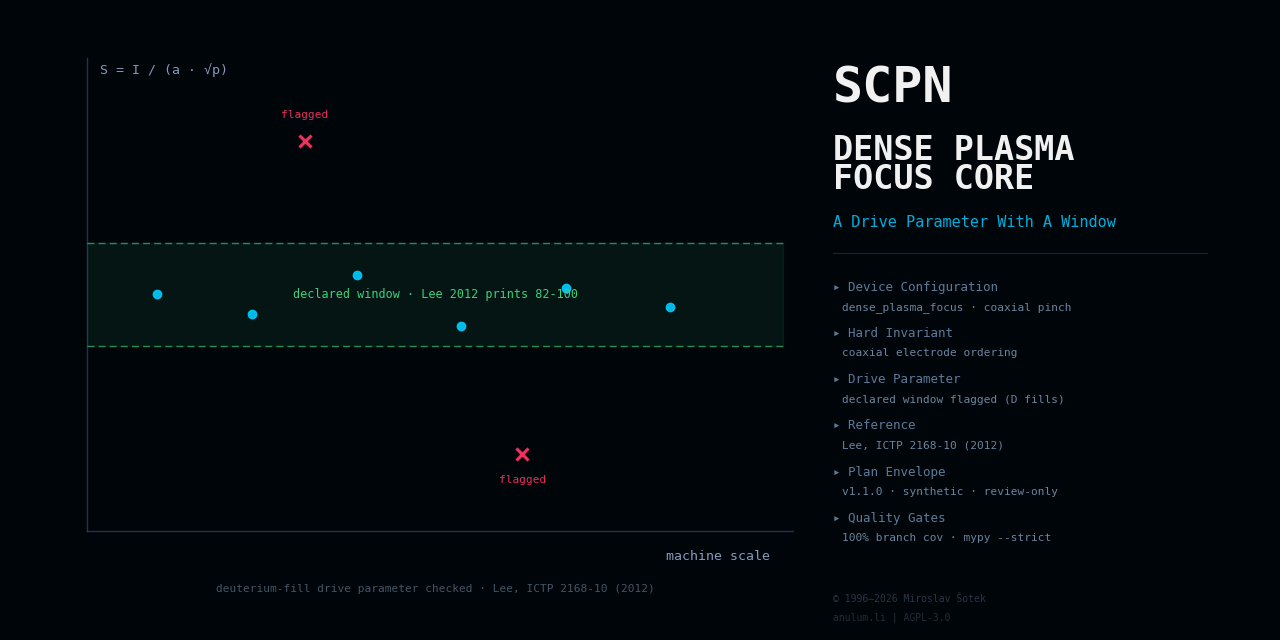 S = I / (a · √p)
flagged
declared window · Lee 2012 prints 82-100
flagged
machine scale
deuterium-fill drive parameter checked · Lee, ICTP 2168-10 (2012)
SCPN
DENSE PLASMA
FOCUS CORE
A Drive Parameter With A Window
▸ Device Configuration
dense_plasma_focus · coaxial pinch
▸ Hard Invariant
coaxial electrode ordering
▸ Drive Parameter
declared window flagged (D fills)
▸ Reference
Lee, ICTP 2168-10 (2012)
▸ Plan Envelope
v1.1.0 · synthetic · review-only
▸ Quality Gates
100% branch cov · mypy --strict
© 1996–2026 Miroslav Šotek
anulum.li | AGPL-3.0